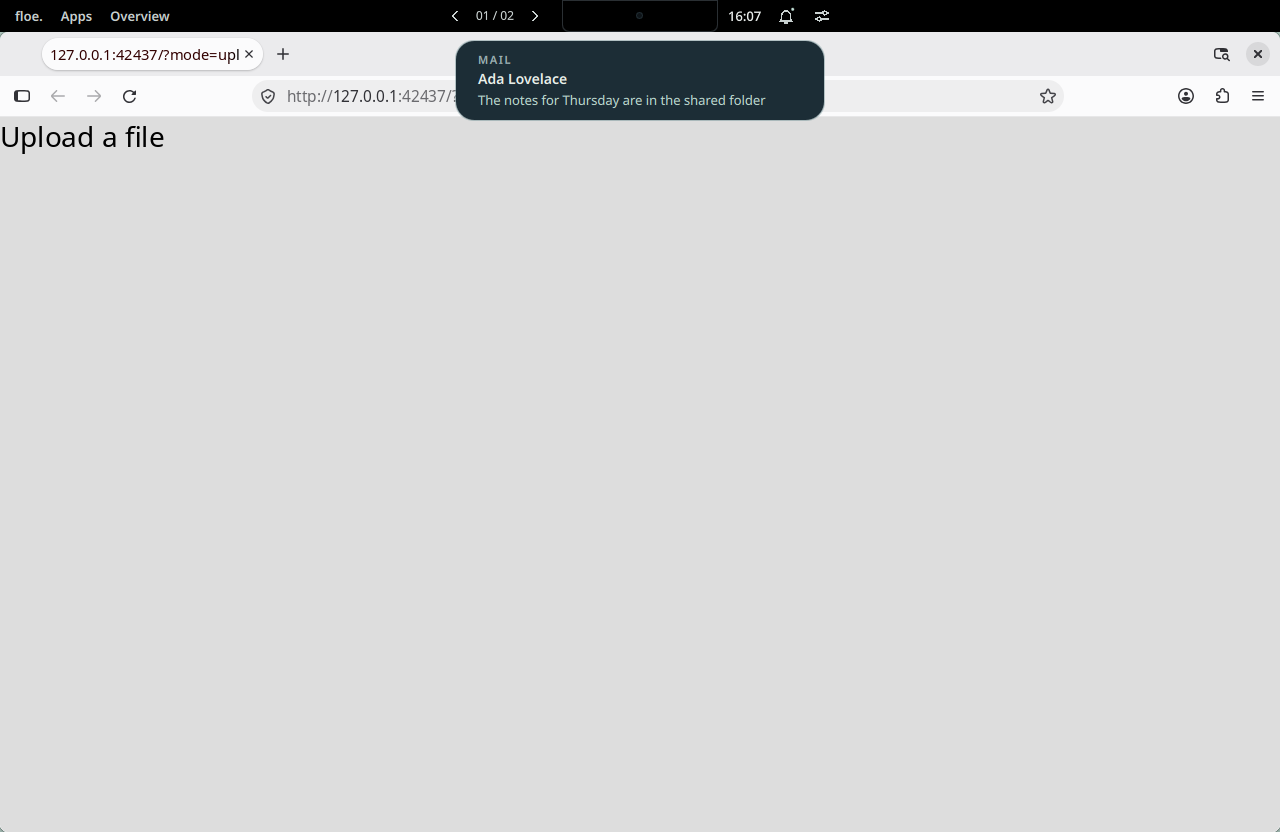 floe. Apps Overview 01 / 02 16:07
127.0.0.1:42437/?mode=upl
http://127.0.0.1:42437/?
MAIL
Ada Lovelace
The notes for Thursday are in the shared folder
Upload a file